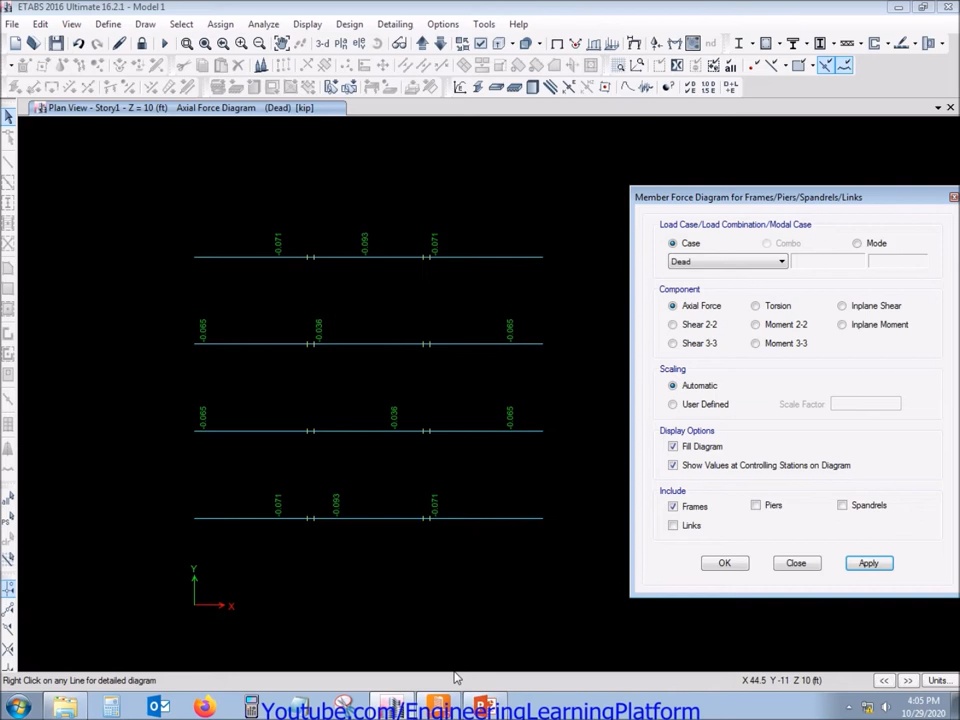 ETABS 2016 Ultimate 16.2.1 - Model 1
File Edit View Define Draw Select Assign Analyze Display Design Detailing Options Tools Help
3-d
nd
all
Plan View - Story1 - Z = 10 (ft) Axial Force Diagram (Dead) [kip]
Member Force Diagram for Frames/Piers/Spandrels/Links
Load Case/Load Combination/Modal Case
Case Combo Mode
Dead
Component
Axial Force Torsion Inplane Shear
Shear 2-2 Moment 2-2 Inplane Moment
Shear 3-3 Moment 3-3
Scaling
Automatic
User Defined Scale Factor
Display Options
Fill Diagram
Show Values at Controlling Stations on Diagram
Include
Frames Piers Spandrels
Links
OK Close Apply
-0.071 -0.093 -0.071
-0.065 -0.036 -0.065
-0.065 -0.036 -0.065
-0.071 -0.093 -0.071
Y
X
all
PS
clr
Right Click on any Line for detailed diagram
X 44.5 Y -11 Z 10 (ft) << >> Units...
4:05 PM
10/29/2020
Youtube.com/EngineeringLearningPlatform